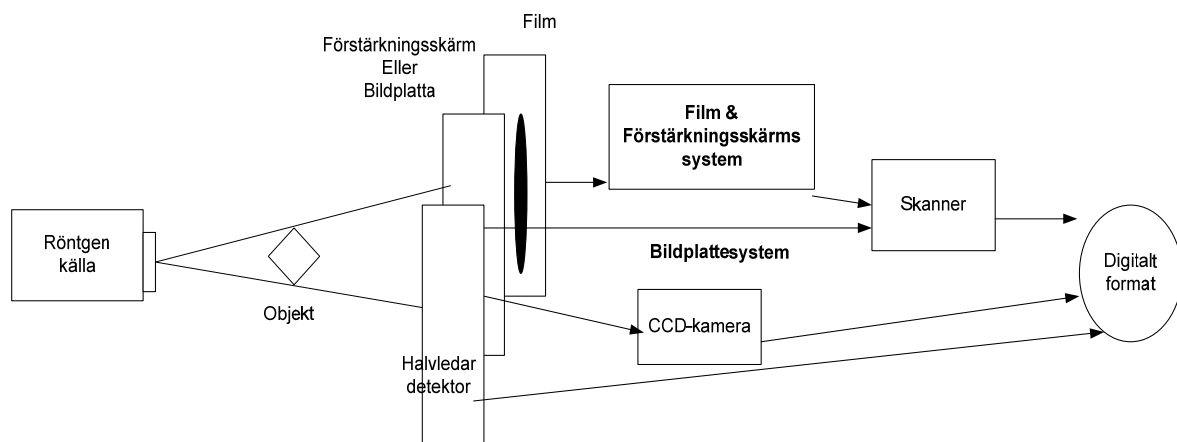 Film
Förstärkningsskärm
Eller
Bildplatta
Film &
Förstärkningsskärms
system
Skanner
Röntgen
källa
Objekt
Bildplattesystem
Digitalt
format
CCD-kamera
Halvledar
detektor